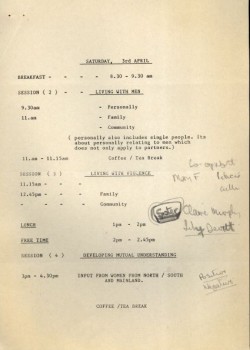 SATURDAY, 3rd APRIL
BREAKFAST - - - - 8.30 - 9.30 am
SESSION ( 2 ) - - LIVING WITH MEN
9.30am - Personally
11.am - - Family
- Community
( personally also includes single people. Its
about personally relating to men which
does not only apply to partners.)
11.am - 11.15am Coffee / Tea Break
SESSION ( 3 ) LIVING WITH VIOLENCE
11.15am - -
12.45pm - - Family
- - Community
LUNCH 1pm - 2pm
FREE TIME 2pm - 2.45pm
SESSION ( 4 ) DEVELOPING MUTUAL UNDERSTANDING
3pm - 4.30pm INPUT FROM WOMEN FROM NORTH / SOUTH
AND MAINLAND.
COFFEE /TEA BREAK
Clare Murphy
Positive
Negative